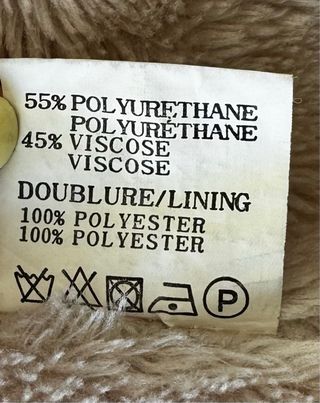 55% POLYURETHANE
POLYURÉTHANE
45% VISCOSE
VISCOSE
DOUBLURE/LINING
100% POLYESTER
100% POLYESTER
P